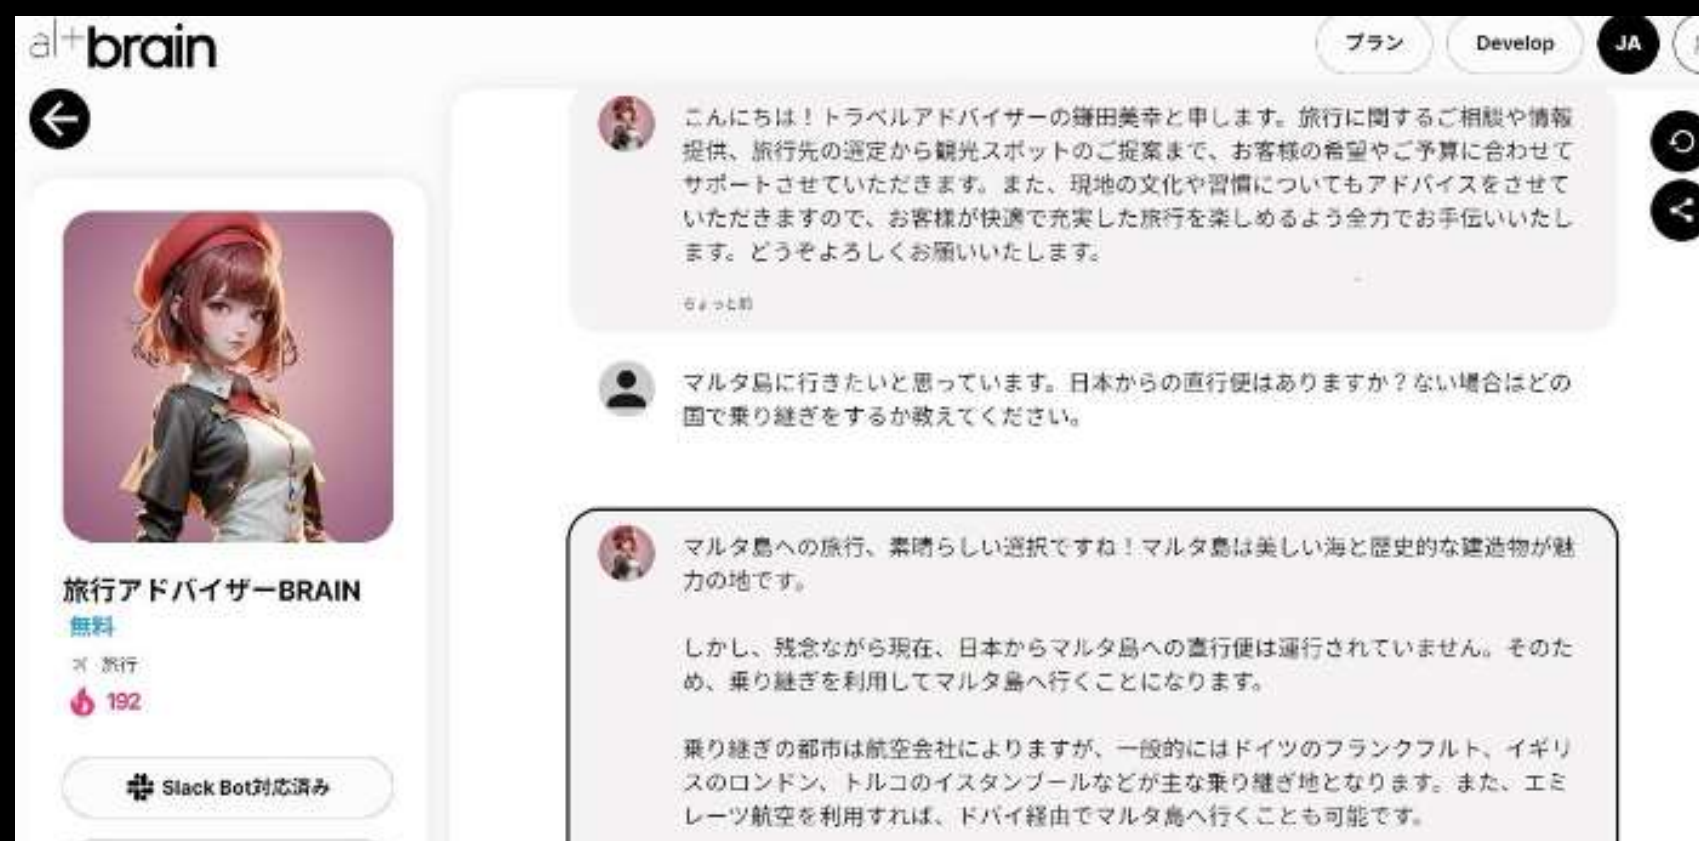 al+brain
プラン
Develop
JA
こんにちは！トラベルアドバイザーの鎌田美幸と申します。旅行に関するご相談や情報
提供、旅行先の選定から観光スポットのご提案まで、お客様の希望やご予算に合わせて
サポートさせていただきます。また、現地の文化や習慣についてもアドバイスをさせて
いただきますので、お客様が快適で充実した旅行を楽しめるよう全力でお手伝いいたし
ます。どうぞよろしくお願いいたします。
ちょっと前
マルタ島に行きたいと思っています。日本からの直行便はありますか？ない場合はどの
国で乗り継ぎをするか教えてください。
マルタ島への旅行、素晴らしい選択ですね！マルタ島は美しい海と歴史的な建造物が魅
力の地です。
しかし、残念ながら現在、日本からマルタ島への直行便は運行されていません。そのた
め、乗り継ぎを利用してマルタ島へ行くことになります。
乗り継ぎの都市は航空会社によりますが、一般的にはドイツのフランクフルト、イギリ
スのロンドン、トルコのイスタンブールなどが主な乗り継ぎ地となります。また、エミ
レーツ航空を利用すれば、ドバイ経由でマルタ島へ行くことも可能です。
旅行アドバイザーBRAIN
無料
旅行
192
Slack Bot対応済み